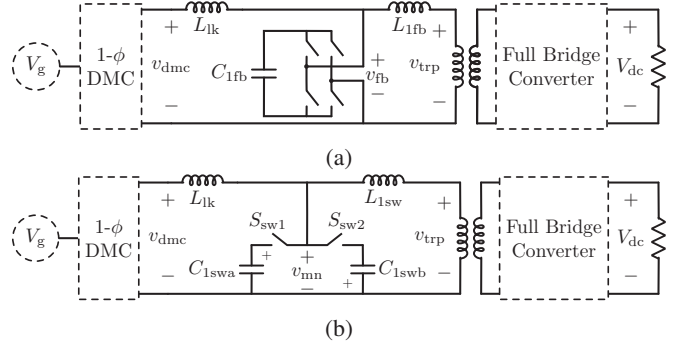 V_g
1-ϕ
DMC
+
v_dmc
−
L_lk
C_1fb
+
v_fb
−
L_1fb
+
v_trp
−
Full Bridge
Converter
+
V_dc
−
(a)
V_g
1-ϕ
DMC
+
v_dmc
−
L_lk
S_sw1
S_sw2
C_1swa
+
+
v_mn
−
C_1swb
+
L_1sw
+
v_trp
−
Full Bridge
Converter
+
V_dc
−
(b)